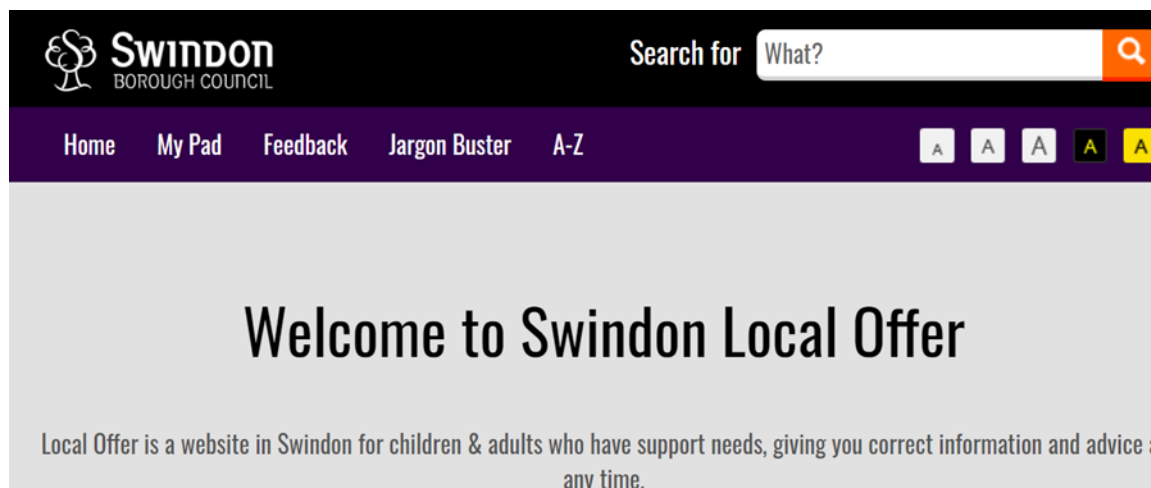 Swindon
BOROUGH COUNCIL
Search for What?
Home My Pad Feedback Jargon Buster A-Z
A A A A A
Welcome to Swindon Local Offer
Local Offer is a website in Swindon for children & adults who have support needs, giving you correct information and advice
any time.